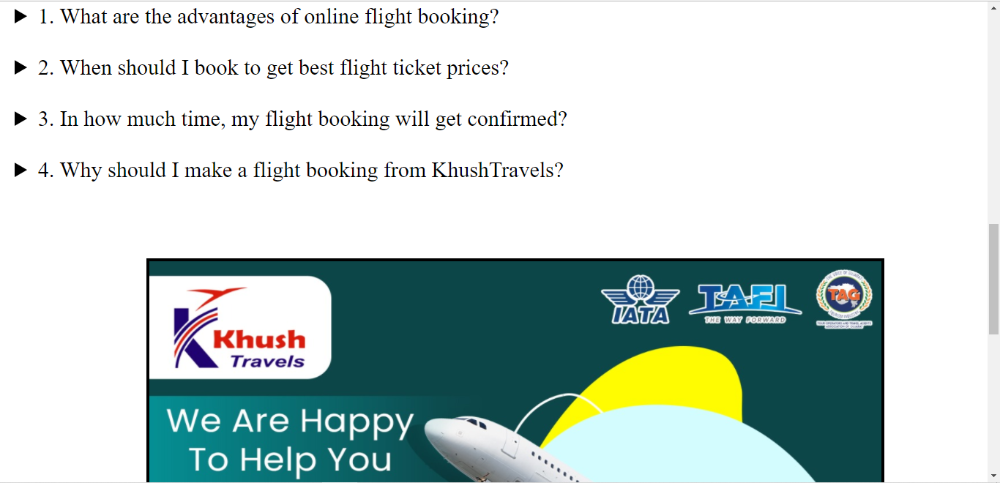 1. What are the advantages of online flight booking?
2. When should I book to get best flight ticket prices?
3. In how much time, my flight booking will get confirmed?
4. Why should I make a flight booking from KhushTravels?
Khush
Travels
IATA
TAFI
THE WAY FORWARD
TAG
We Are Happy
To Help You